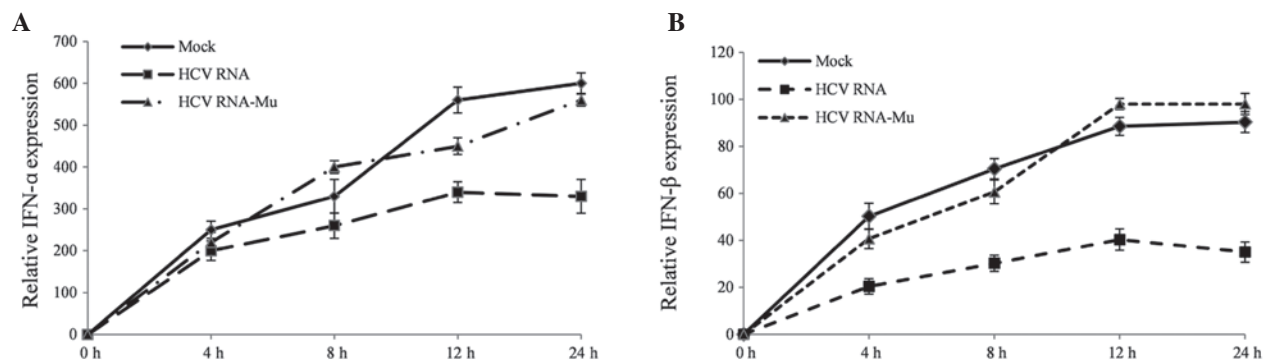 A
Relative IFN-α expression
700
600
500
400
300
200
100
0
0 h
4 h
8 h
12 h
24 h
Mock
HCV RNA
HCV RNA-Mu
B
Relative IFN-β expression
120
100
80
60
40
20
0
0 h
4 h
8 h
12 h
24 h
Mock
HCV RNA
HCV RNA-Mu